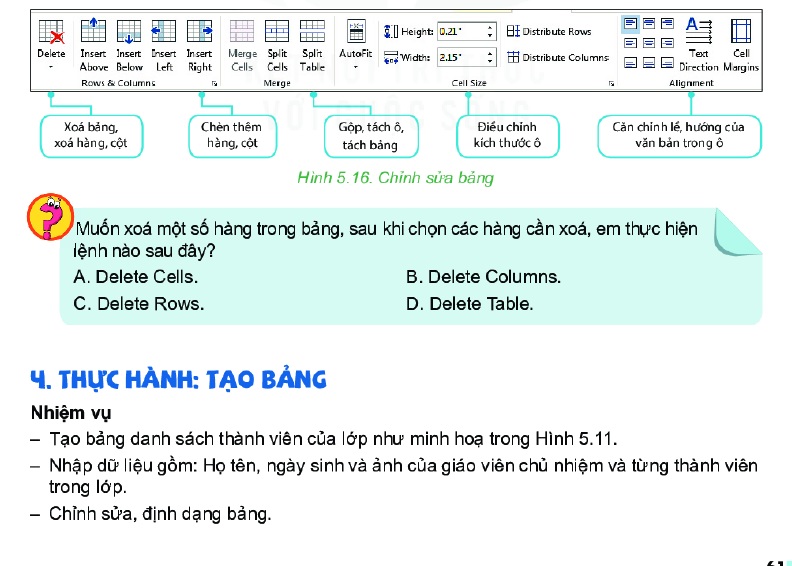 Delete
Insert Above
Insert Below
Insert Left
Insert Right
Rows & Columns
Merge Cells
Split Cells
Split Table
Merge
AutoFit
Height: 0.21"
Width: 2.15"
Distribute Rows
Distribute Columns
Cell Size
Text Direction
Cell Margins
Alignment
Xoá bảng,
xoá hàng, cột
Chèn thêm
hàng, cột
Gộp, tách ô,
tách bảng
Điều chỉnh
kích thước ô
Căn chỉnh lề, hướng của
văn bản trong ô
Hình 5.16. Chỉnh sửa bảng
Muốn xoá một số hàng trong bảng, sau khi chọn các hàng cần xoá, em thực hiện
lệnh nào sau đây?
A. Delete Cells. B. Delete Columns.
C. Delete Rows. D. Delete Table.
4. THỰC HÀNH: TẠO BẢNG
Nhiệm vụ
– Tạo bảng danh sách thành viên của lớp như minh hoạ trong Hình 5.11.
– Nhập dữ liệu gồm: Họ tên, ngày sinh và ảnh của giáo viên chủ nhiệm và từng thành viên
trong lớp.
– Chỉnh sửa, định dạng bảng.